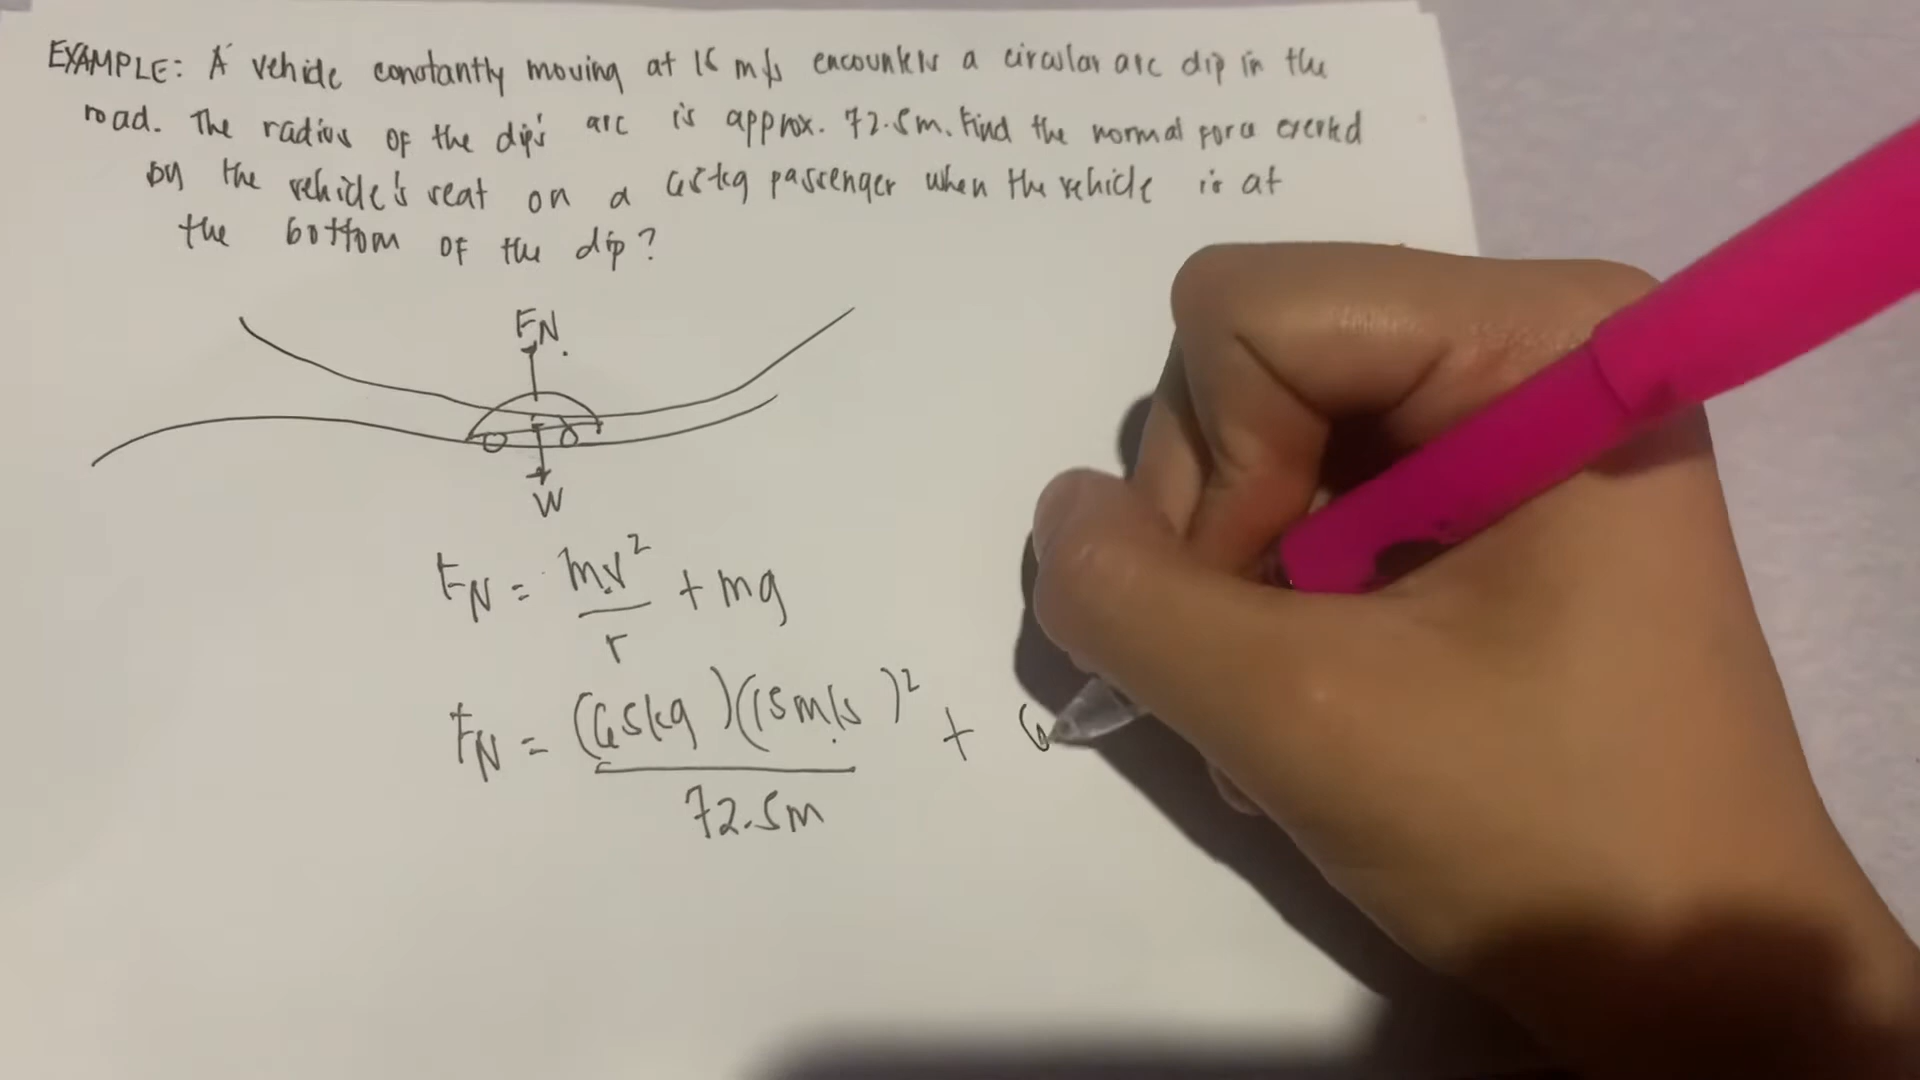 EXAMPLE: A vehicle constantly moving at 15 m/s encounters a circular arc dip in the
road. The radius of the dip's arc is approx. 72.5m. Find the normal force exerted
by the vehicle's seat on a 65kg passenger when the vehicle is at
the bottom of the dip?
FN.
W
FN = mv²
+ mg
r
FN = (65kg)(15m/s)² + 6
72.5m